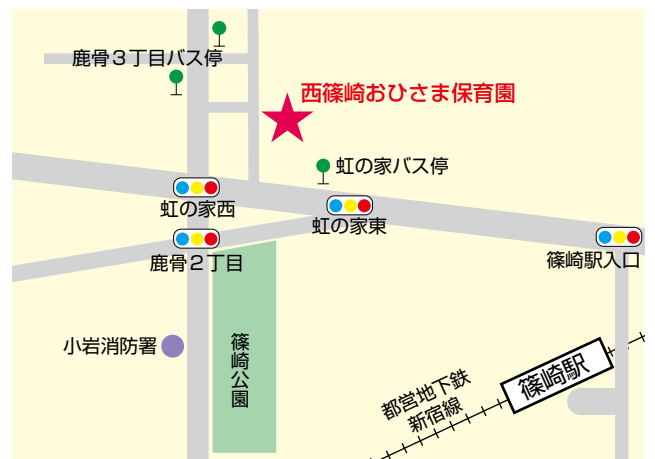 鹿骨３丁目バス停
西篠崎おひさま保育園
虹の家バス停
虹の家西
虹の家東
鹿骨２丁目
篠崎駅入口
小岩消防署
篠崎公園
篠崎駅
都営地下鉄
新宿線